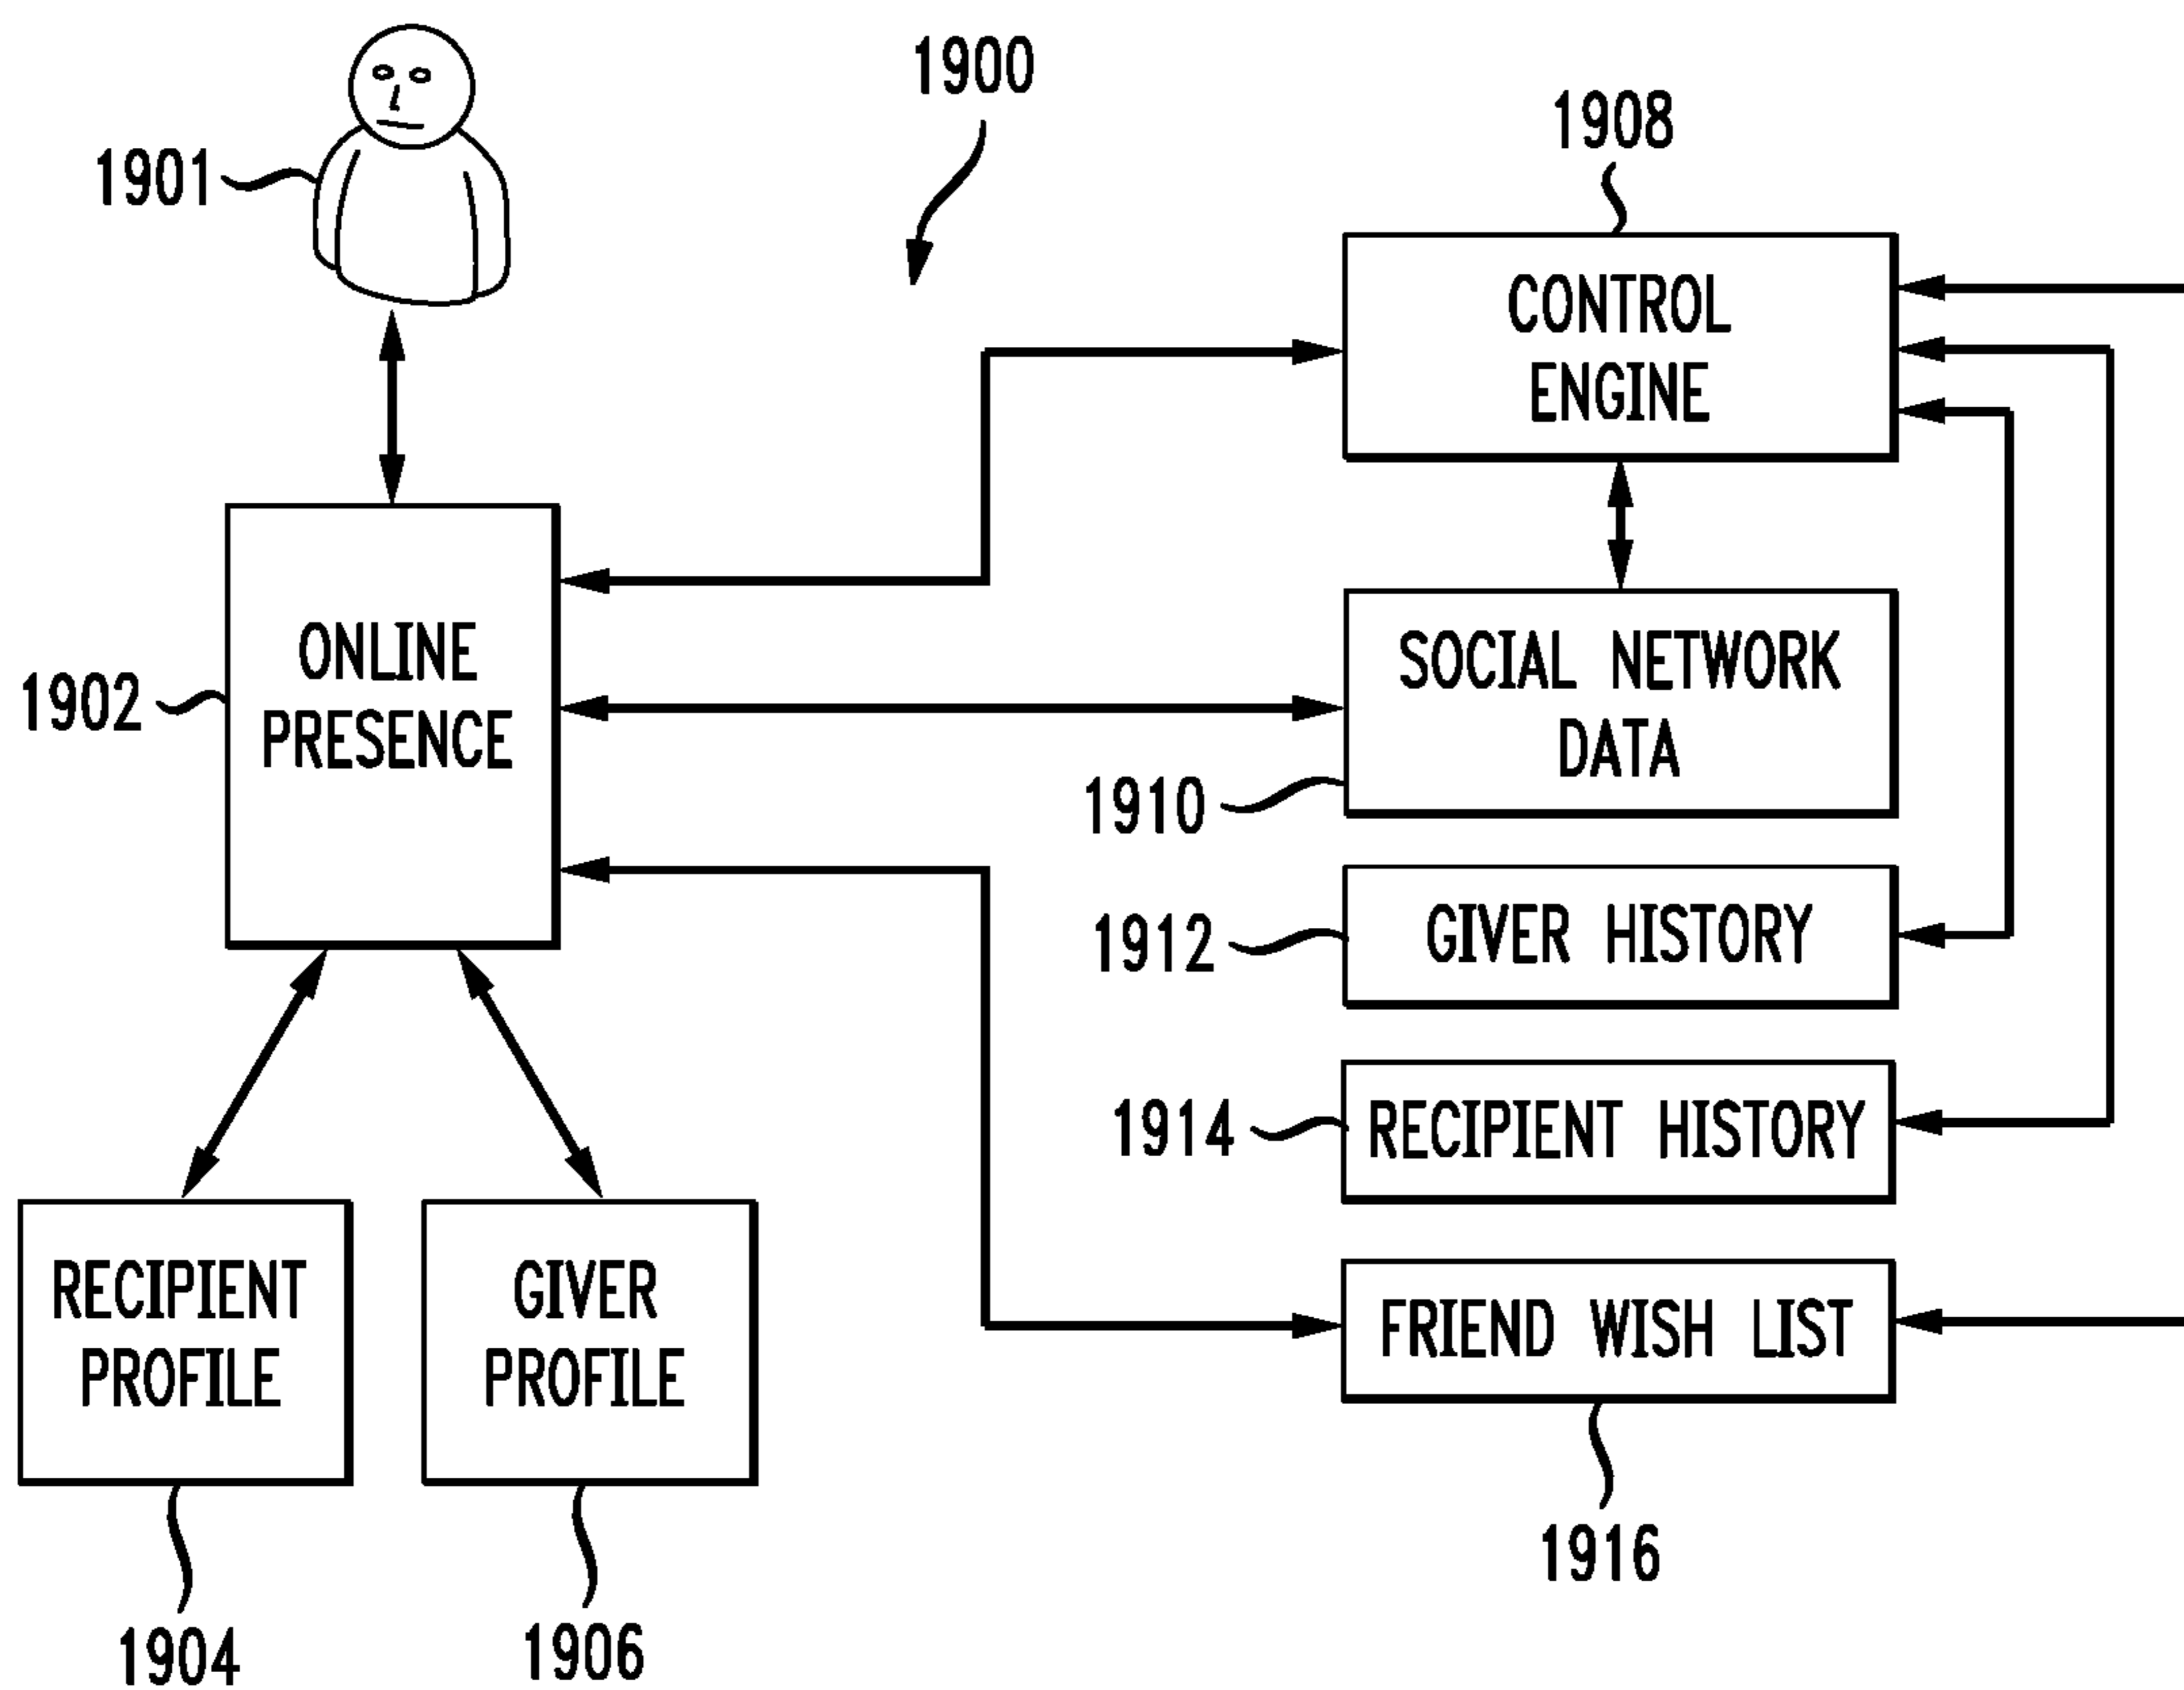 1900
1908
1901
CONTROL
ENGINE
ONLINE
PRESENCE
1902
SOCIAL NETWORK
DATA
1910
GIVER HISTORY
1912
RECIPIENT HISTORY
1914
RECIPIENT
PROFILE
GIVER
PROFILE
FRIEND WISH LIST
1916
1904
1906